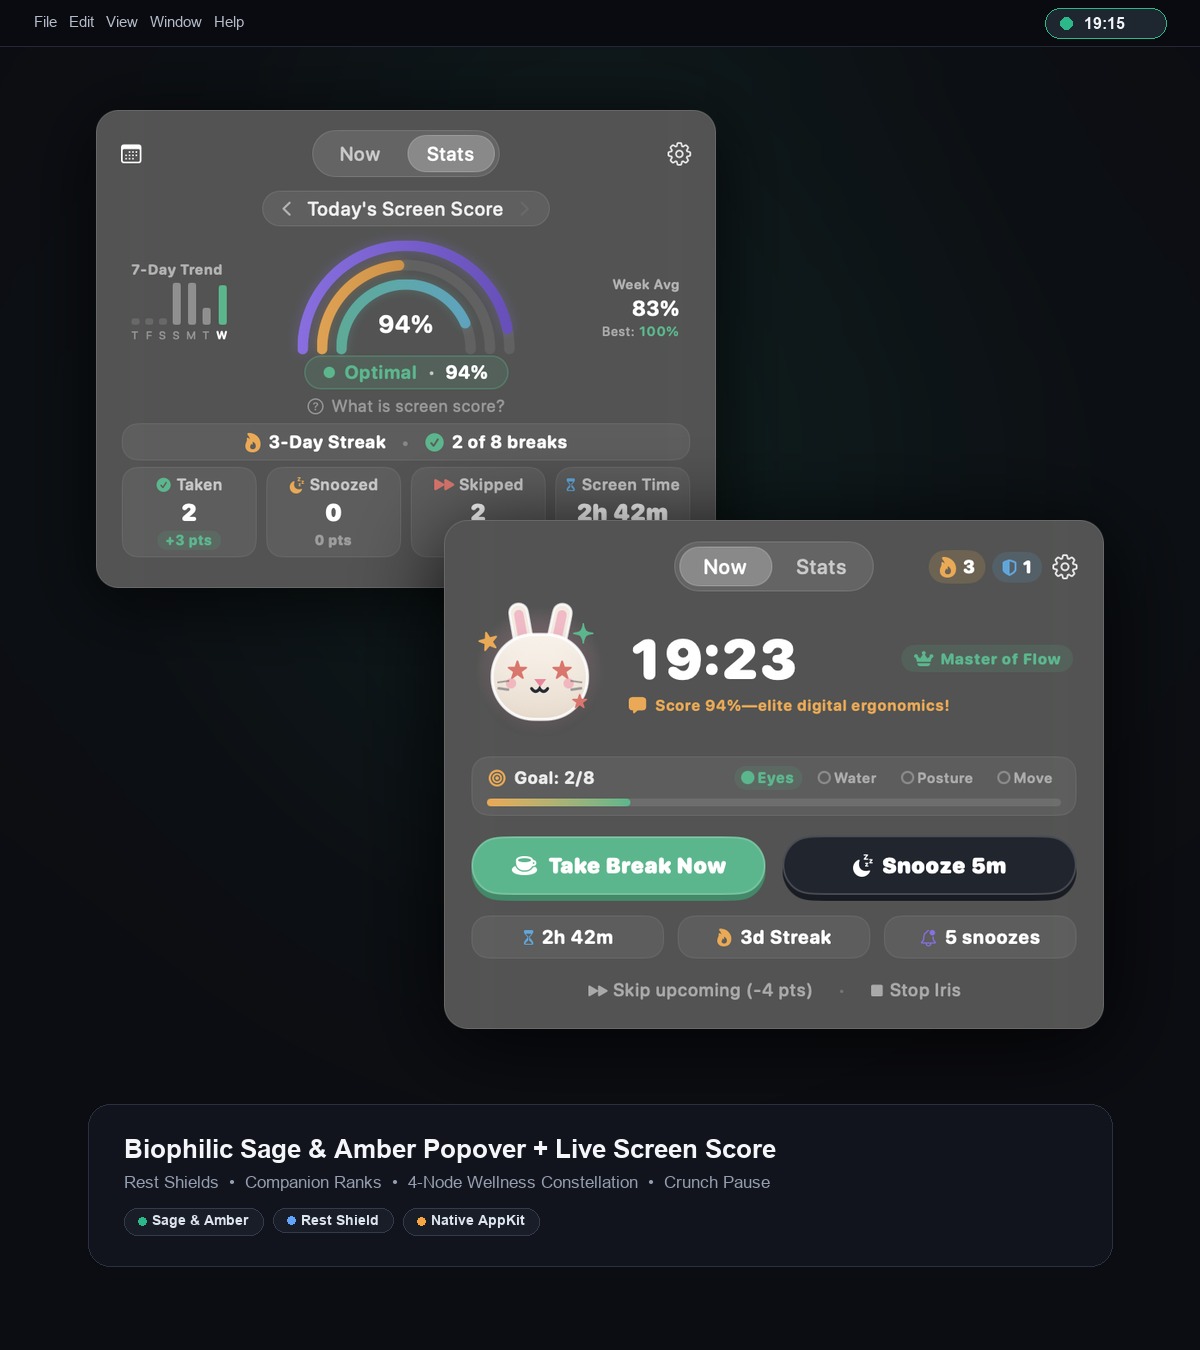 File Edit View Window Help
19:15
Now Stats
Today's Screen Score
7-Day Trend
T F S S M T W
94%
Week Avg
83%
Best: 100%
Optimal · 94%
? What is screen score?
3-Day Streak • 2 of 8 breaks
Taken
2
+3 pts
Snoozed
0
0 pts
Skipped
2
Screen Time
2h 42m
Now Stats
3
1
19:23
Master of Flow
Score 94%—elite digital ergonomics!
Goal: 2/8
Eyes Water Posture Move
Take Break Now
Snooze 5m
2h 42m
3d Streak
5 snoozes
Skip upcoming (-4 pts) · Stop Iris
Biophilic Sage & Amber Popover + Live Screen Score
Rest Shields • Companion Ranks • 4-Node Wellness Constellation • Crunch Pause
Sage & Amber
Rest Shield
Native AppKit